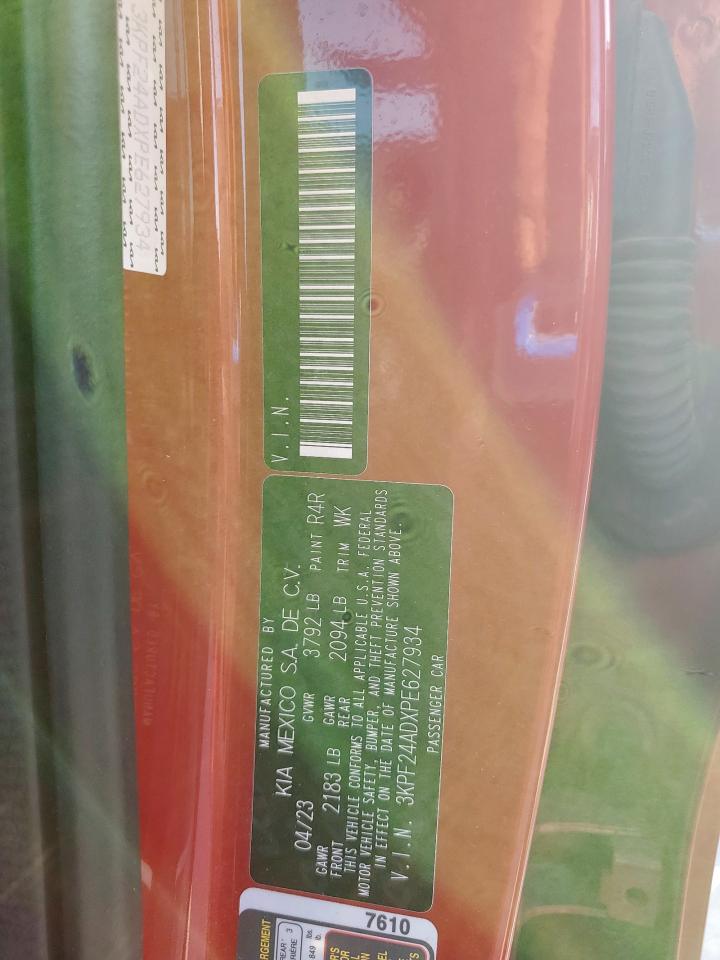 3KPF24ADXPE627934
V.I.N.
MANUFACTURED BY
KIA MEXICO S.A. DE C.V.
04/23 GVWR 3792 LB PAINT R4R
GAWR FRONT 2183 LB GAWR REAR 2094 LB TRIM WK
THIS VEHICLE CONFORMS TO ALL APPLICABLE U.S.A. FEDERAL
MOTOR VEHICLE SAFETY, BUMPER, AND THEFT PREVENTION STANDARDS
IN EFFECT ON THE DATE OF MANUFACTURE SHOWN ABOVE.
V.I.N. 3KPF24ADXPE627934
PASSENGER CAR
7610